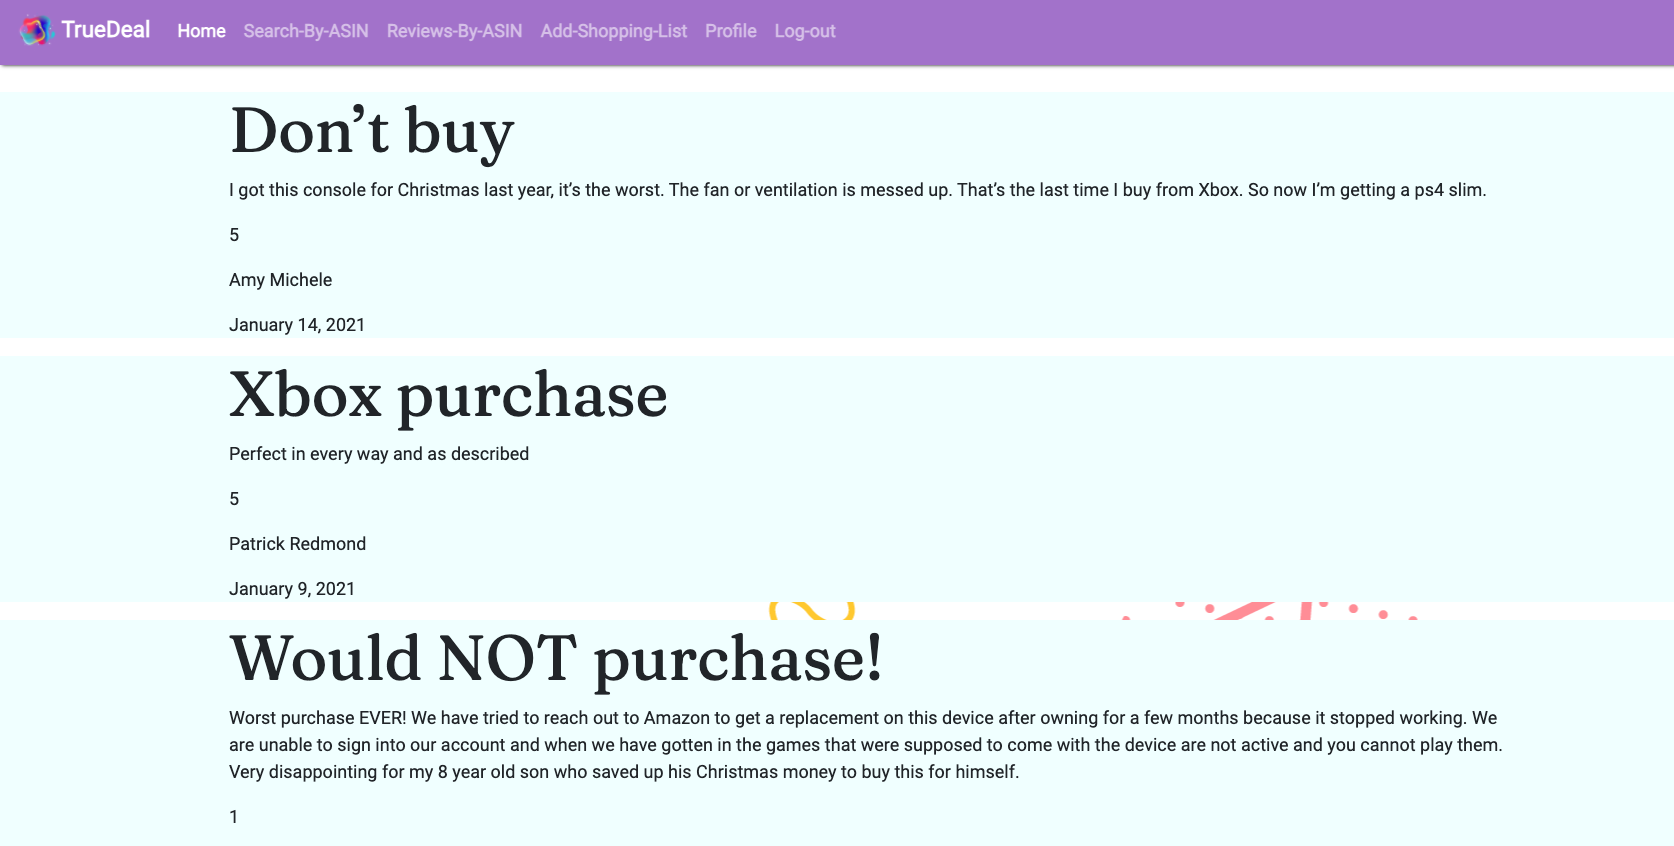 TrueDeal Home Search-By-ASIN Reviews-By-ASIN Add-Shopping-List Profile Log-out
Don’t buy
I got this console for Christmas last year, it’s the worst. The fan or ventilation is messed up. That’s the last time I buy from Xbox. So now I’m getting a ps4 slim.
5
Amy Michele
January 14, 2021
Xbox purchase
Perfect in every way and as described
5
Patrick Redmond
January 9, 2021
Would NOT purchase!
Worst purchase EVER! We have tried to reach out to Amazon to get a replacement on this device after owning for a few months because it stopped working. We
are unable to sign into our account and when we have gotten in the games that were supposed to come with the device are not active and you cannot play them.
Very disappointing for my 8 year old son who saved up his Christmas money to buy this for himself.
1